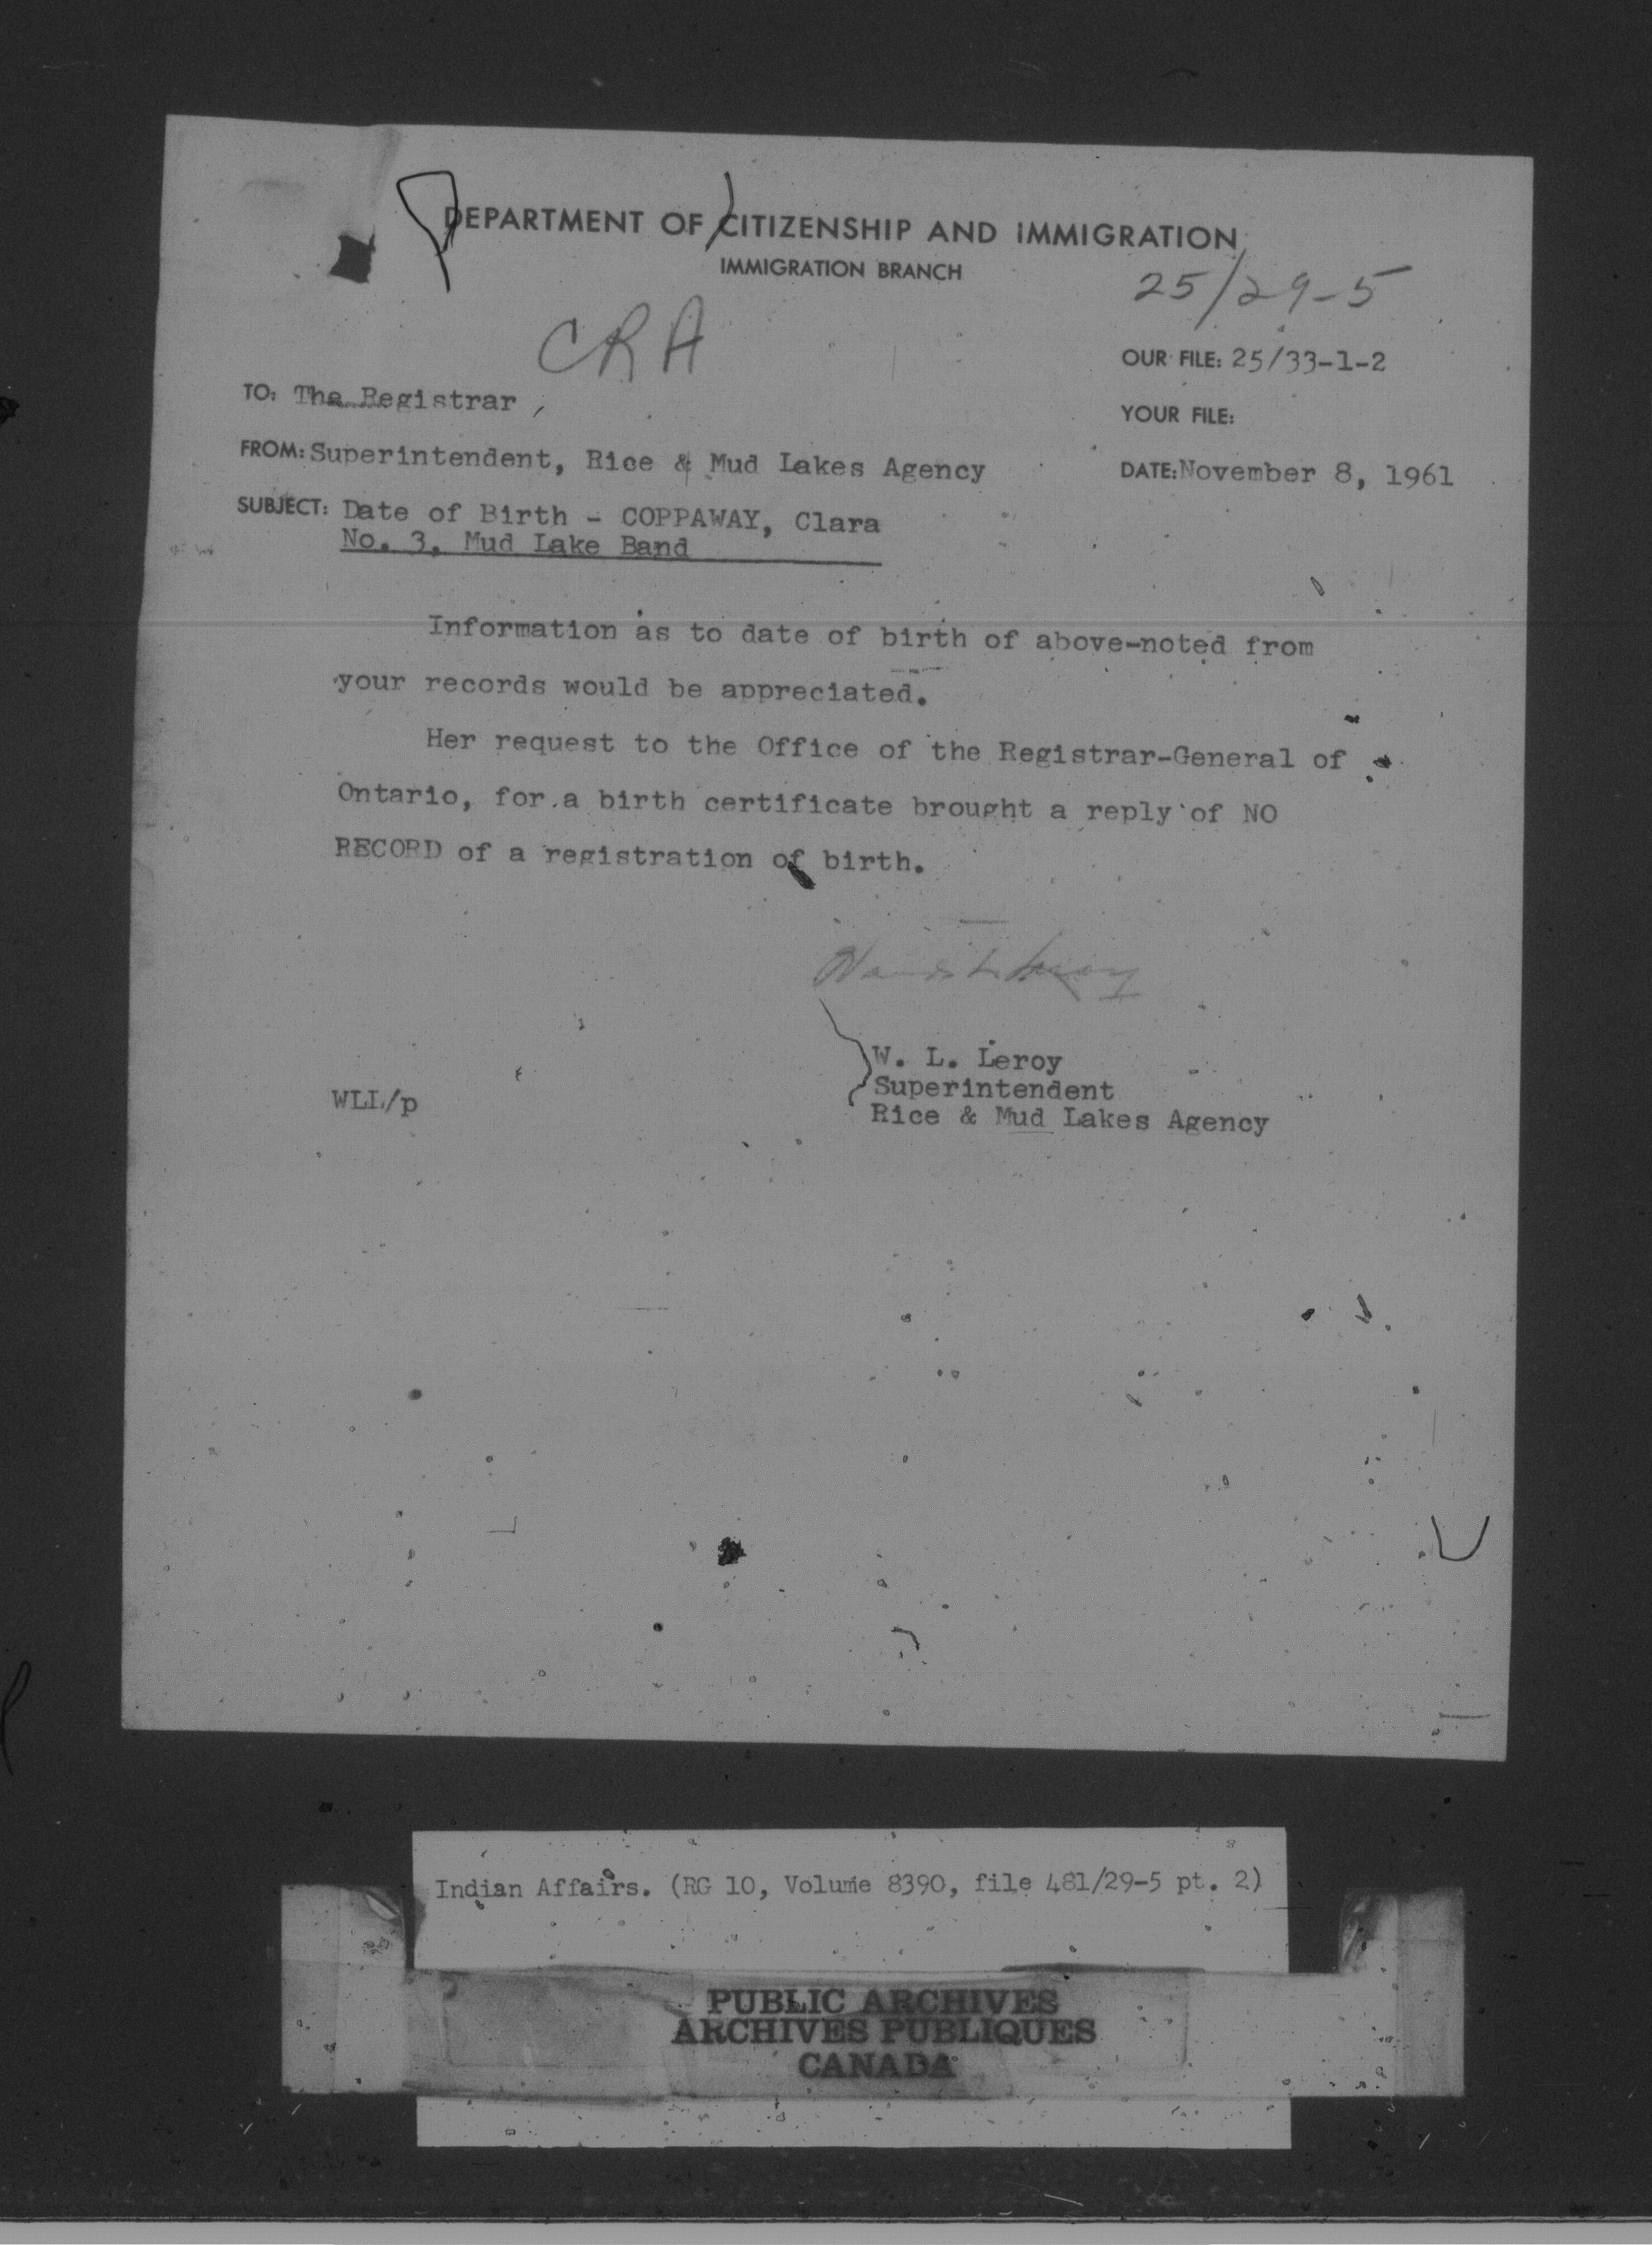 DEPARTMENT OF CITIZENSHIP AND IMMIGRATION
IMMIGRATION BRANCH
25/29-5
CRA
OUR FILE: 25/33-1-2
TO: The Registrar
YOUR FILE:
FROM: Superintendent, Rice & Mud Lakes Agency
DATE: November 8, 1961
SUBJECT: Date of Birth - COPPAWAY, Clara
No. 3, Mud Lake Band
Information as to date of birth of above-noted from
your records would be appreciated.
Her request to the Office of the Registrar-General of
Ontario, for a birth certificate brought a reply of NO
RECORD of a registration of birth.
W. L. Leroy
Superintendent
WLL/p
Rice & Mud Lakes Agency
Indian Affairs. (RG 10, Volume 8390, file 481/29-5 pt. 2)
PUBLIC ARCHIVES
ARCHIVES PUBLIQUES
CANADA